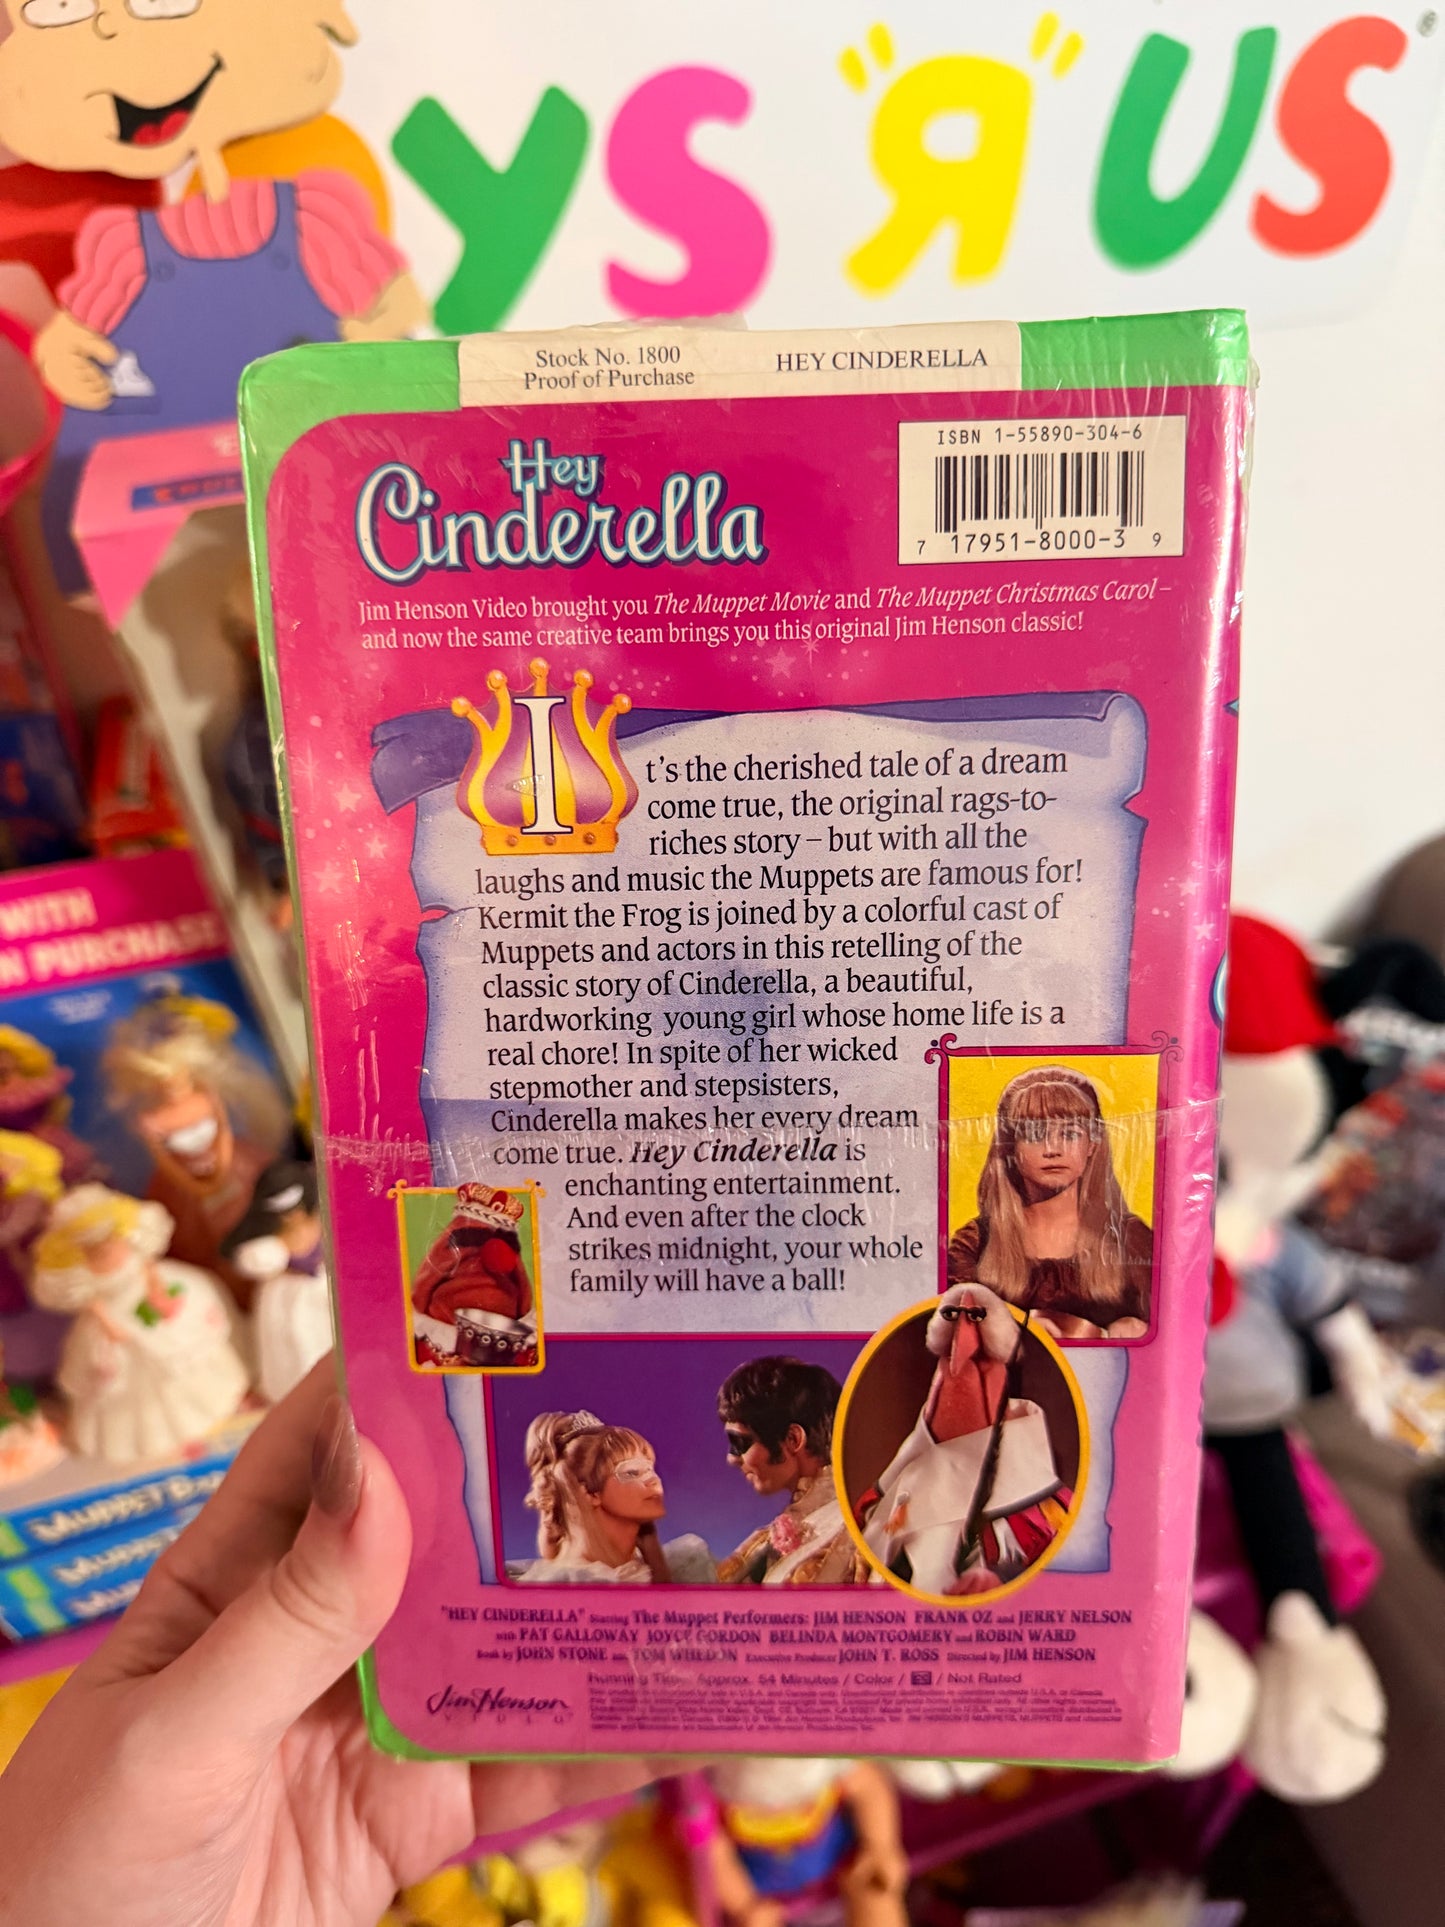 YS "R" US
®
Stock No. 1800
Proof of Purchase
HEY CINDERELLA
ISBN 1-55890-304-6
7 17951-8000-3 9
Hey
Cinderella
Jim Henson Video brought you The Muppet Movie and The Muppet Christmas Carol –
and now the same creative team brings you this original Jim Henson classic!
It's the cherished tale of a dream
come true, the original rags-to-
riches story – but with all the
laughs and music the Muppets are famous for!
Kermit the Frog is joined by a colorful cast of
Muppets and actors in this retelling of the
classic story of Cinderella, a beautiful,
hardworking young girl whose home life is a
real chore! In spite of her wicked
stepmother and stepsisters,
Cinderella makes her every dream
come true. Hey Cinderella is
enchanting entertainment.
And even after the clock
strikes midnight, your whole
family will have a ball!
WITH
N PURCHASE
MUPPET
MUPPET
"HEY CINDERELLA" Starring The Muppet Performers: JIM HENSON FRANK OZ and JERRY NELSON
with PAT GALLOWAY JOYCE GORDON BELINDA MONTGOMERY and ROBIN WARD
Book by JOHN STONE and TOM WHEDON Executive Producer JOHN T. ROSS Directed by JIM HENSON
Running Time Approx. 54 Minutes / Color / / Not Rated
Jim Henson
VIDEO